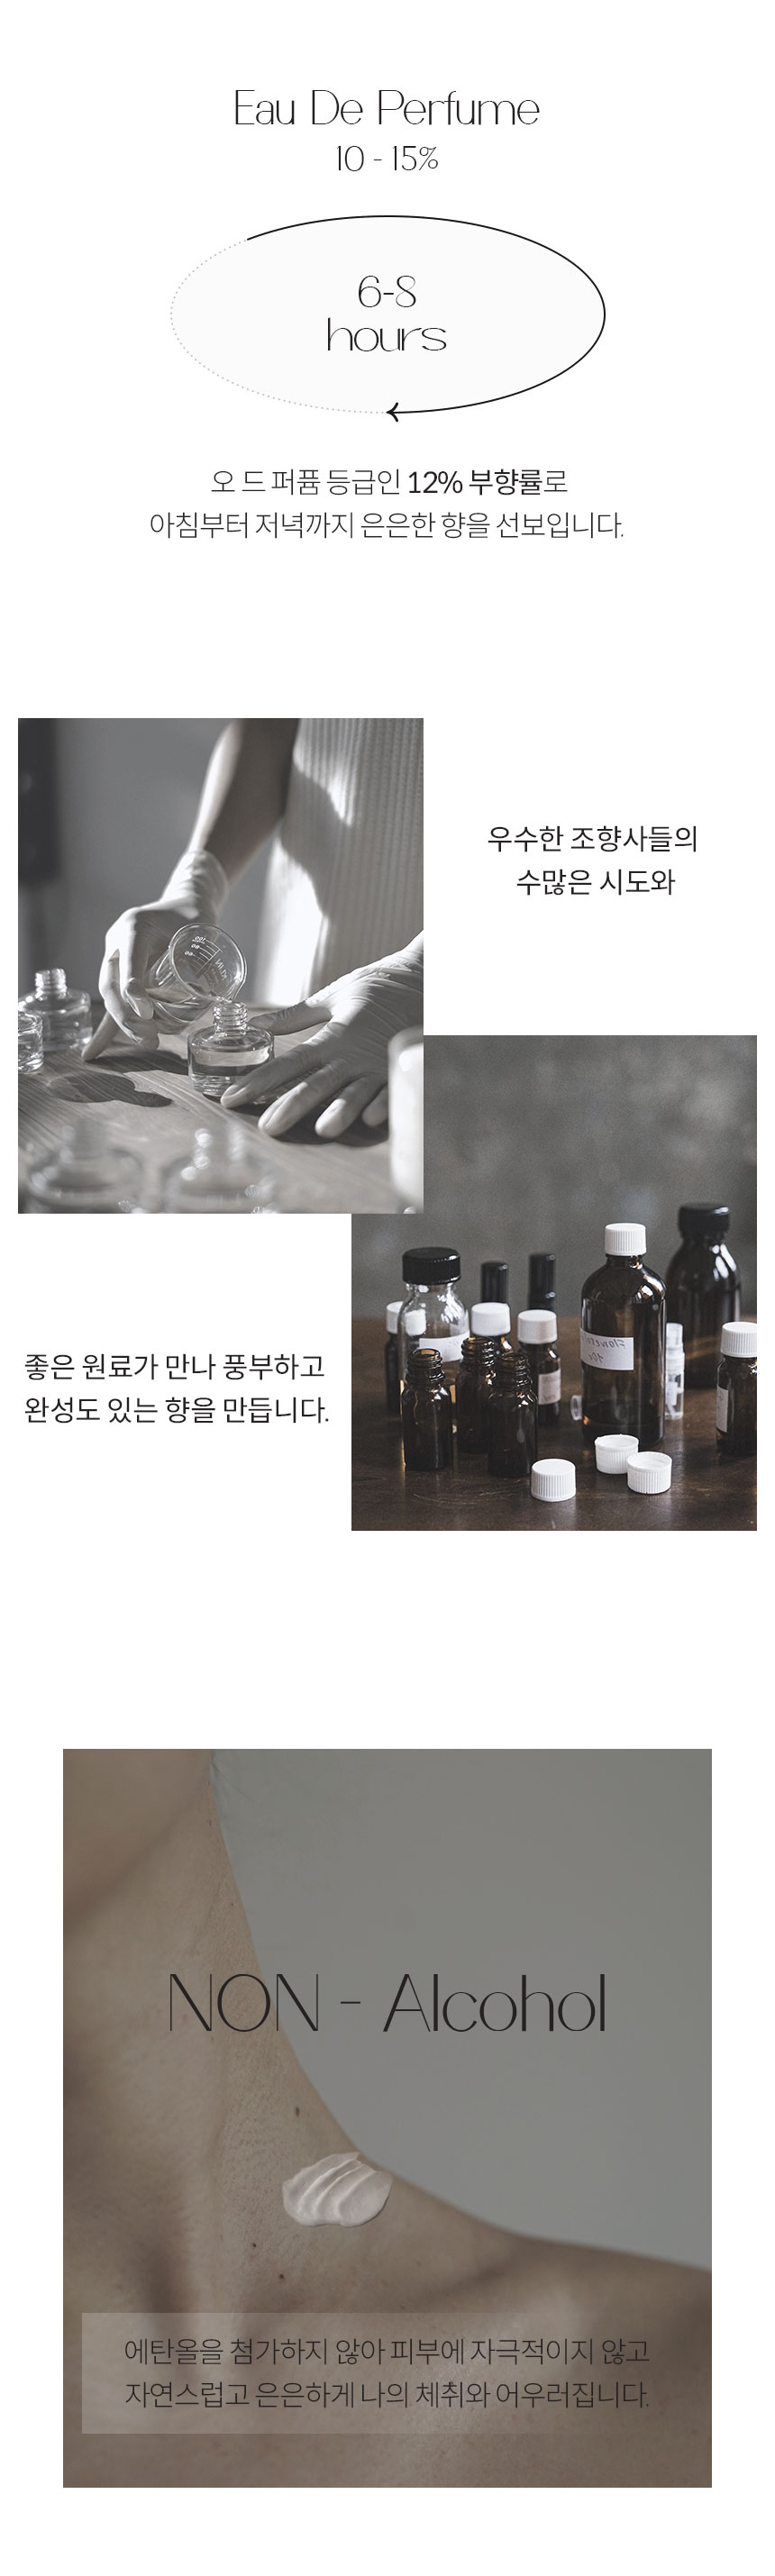 Eau De Perfume
10 - 15%
6-8
hours
오 드 퍼퓸 등급인 12% 부향률로
아침부터 저녁까지 은은한 향을 선보입니다.
우수한 조향사들의
수많은 시도와
좋은 원료가 만나 풍부하고
완성도 있는 향을 만듭니다.
NON - Alcohol
에탄올을 첨가하지 않아 피부에 자극적이지 않고
자연스럽고 은은하게 나의 체취와 어우러집니다.